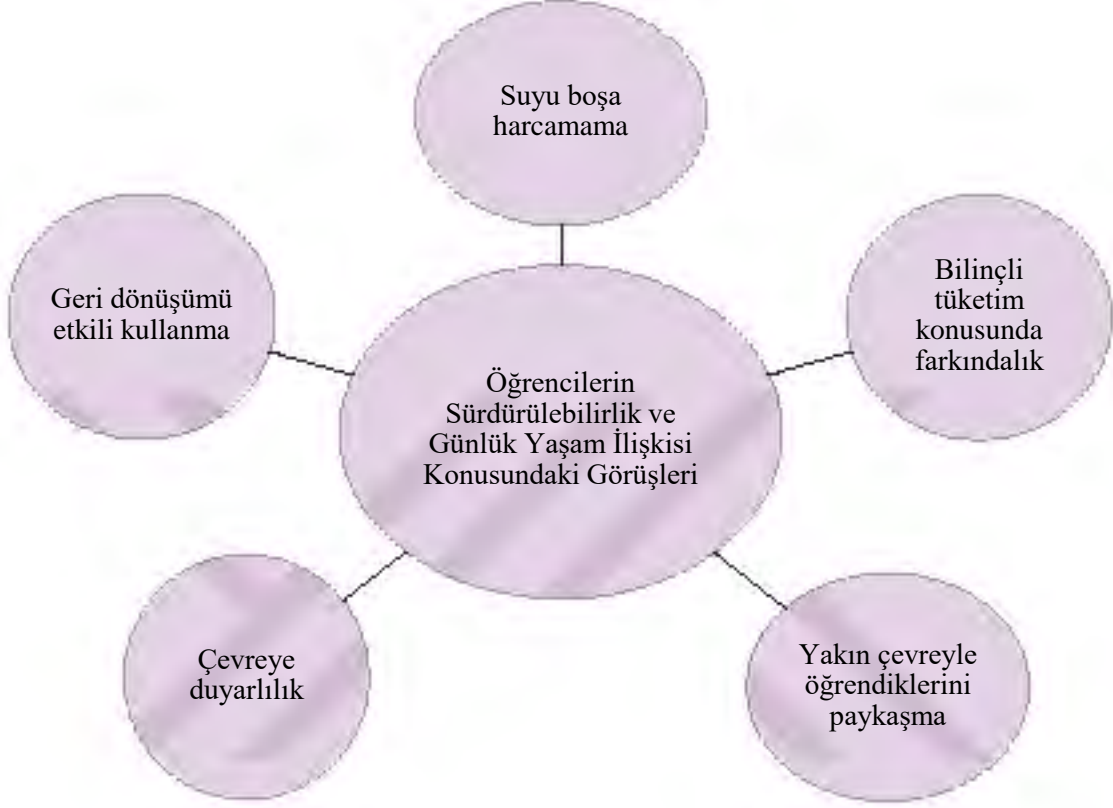 Suyu boşa
harcamama
Geri dönüşümü
etkili kullanma
Bilinçli
tüketim
konusunda
farkındalık
Öğrencilerin
Sürdürülebilirlik ve
Günlük Yaşam İlişkisi
Konusundaki Görüşleri
Çevreye
duyarlılık
Yakın çevreyle
öğrendiklerini
paykaşma